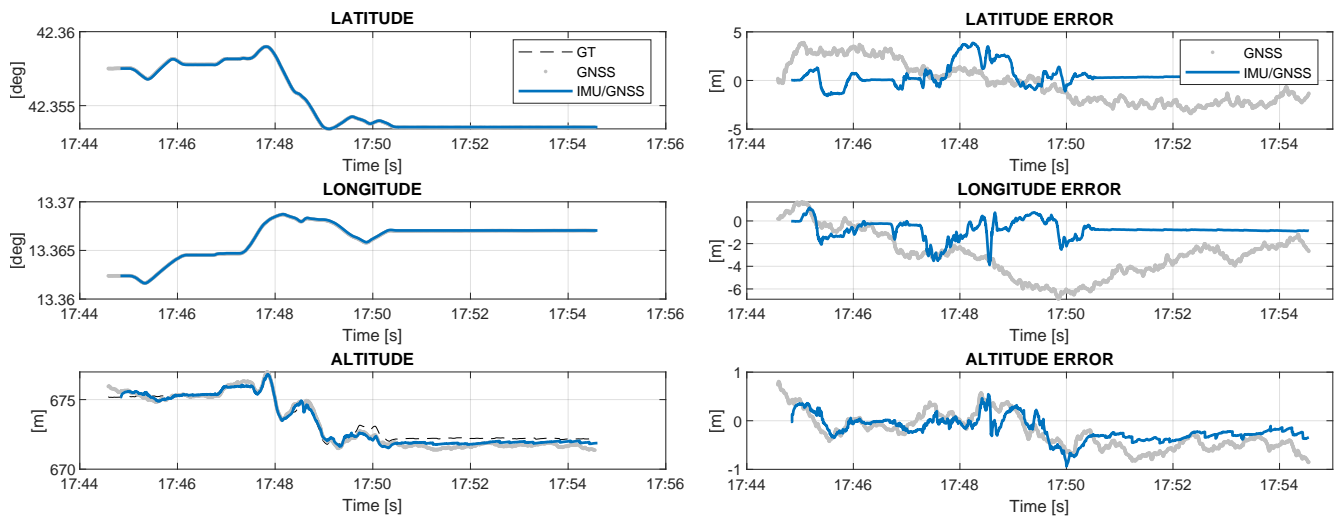 LATITUDE
42.36
42.355
[deg]
GT
GNSS
IMU/GNSS
17:44 17:46 17:48 17:50 17:52 17:54 17:56
Time [s]
LONGITUDE
13.37
13.365
13.36
[deg]
17:44 17:46 17:48 17:50 17:52 17:54 17:56
Time [s]
ALTITUDE
675
670
[m]
17:44 17:46 17:48 17:50 17:52 17:54 17:56
Time [s]
LATITUDE ERROR
5
0
-5
[m]
GNSS
IMU/GNSS
17:44 17:46 17:48 17:50 17:52 17:54
Time [s]
LONGITUDE ERROR
0
-2
-4
-6
[m]
17:44 17:46 17:48 17:50 17:52 17:54
Time [s]
ALTITUDE ERROR
1
0
-1
[m]
17:44 17:46 17:48 17:50 17:52 17:54
Time [s]